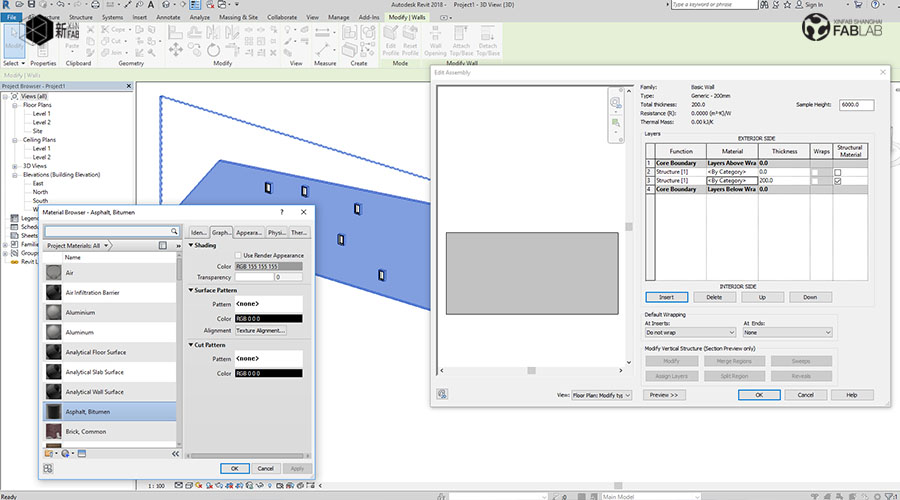 Autodesk Revit 2018 -
Project1 - 3D View: {3D}
Type a keyword or phrase
Sign In
Structure
Systems
Insert
Annotate
Analyze
Massing & Site
Collaborate
View
Manage
Add-Ins
Modify | Walls
新
XINFAB
XINFAB SHANGHAI
FABLAB
Modify
Paste
Edit Profile
Reset Profile
Wall Opening
Attach Top/Base
Detach Top/Base
Select
Properties
Clipboard
Geometry
Modify
View
Measure
Create
Mode
Modify Wall
Modify | Walls
Project Browser - Project1
Views (all)
Floor Plans
Level 1
Level 2
Site
Ceiling Plans
Level 1
Level 2
3D Views
Elevations (Building Elevation)
East
North
South
Legend
Schedu
Sheets
Familie
Groups
Revit L
Edit Assembly
Family: Basic Wall
Type: Generic - 200mm
Total thickness: 200.0
Sample Height: 6000.0
Resistance (R): 0.0000 (m²·K)/W
Thermal Mass: 0.00 kJ/K
Layers
EXTERIOR SIDE
Function Material Thickness Wraps Structural Material
1 Core Boundary Layers Above Wra 0.0
2 Structure [1] <By Category> 0.0
3 Structure [1] <By Category> 200.0
4 Core Boundary Layers Below Wra 0.0
INTERIOR SIDE
Insert Delete Up Down
Default Wrapping
At Inserts: At Ends:
Do not wrap None
Modify Vertical Structure (Section Preview only)
Modify Merge Regions Sweeps
Assign Layers Split Region Reveals
View: Floor Plan: Modify typ
Preview >> OK Cancel Help
Material Browser - Asphalt, Bitumen
Project Materials: All
Name
Air
Air Infiltration Barrier
Aluminium
Aluminum
Analytical Floor Surface
Analytical Slab Surface
Analytical Wall Surface
Asphalt, Bitumen
Brick, Common
Iden... Graph... Appeara... Physi... Ther...
Shading
Use Render Appearance
Color RGB 155 155 155
Transparency 0
Surface Pattern
Pattern <none>
Color RGB 0 0 0
Alignment Texture Alignment...
Cut Pattern
Pattern <none>
Color RGB 0 0 0
OK Cancel Apply
1 : 100
Ready
Main Model